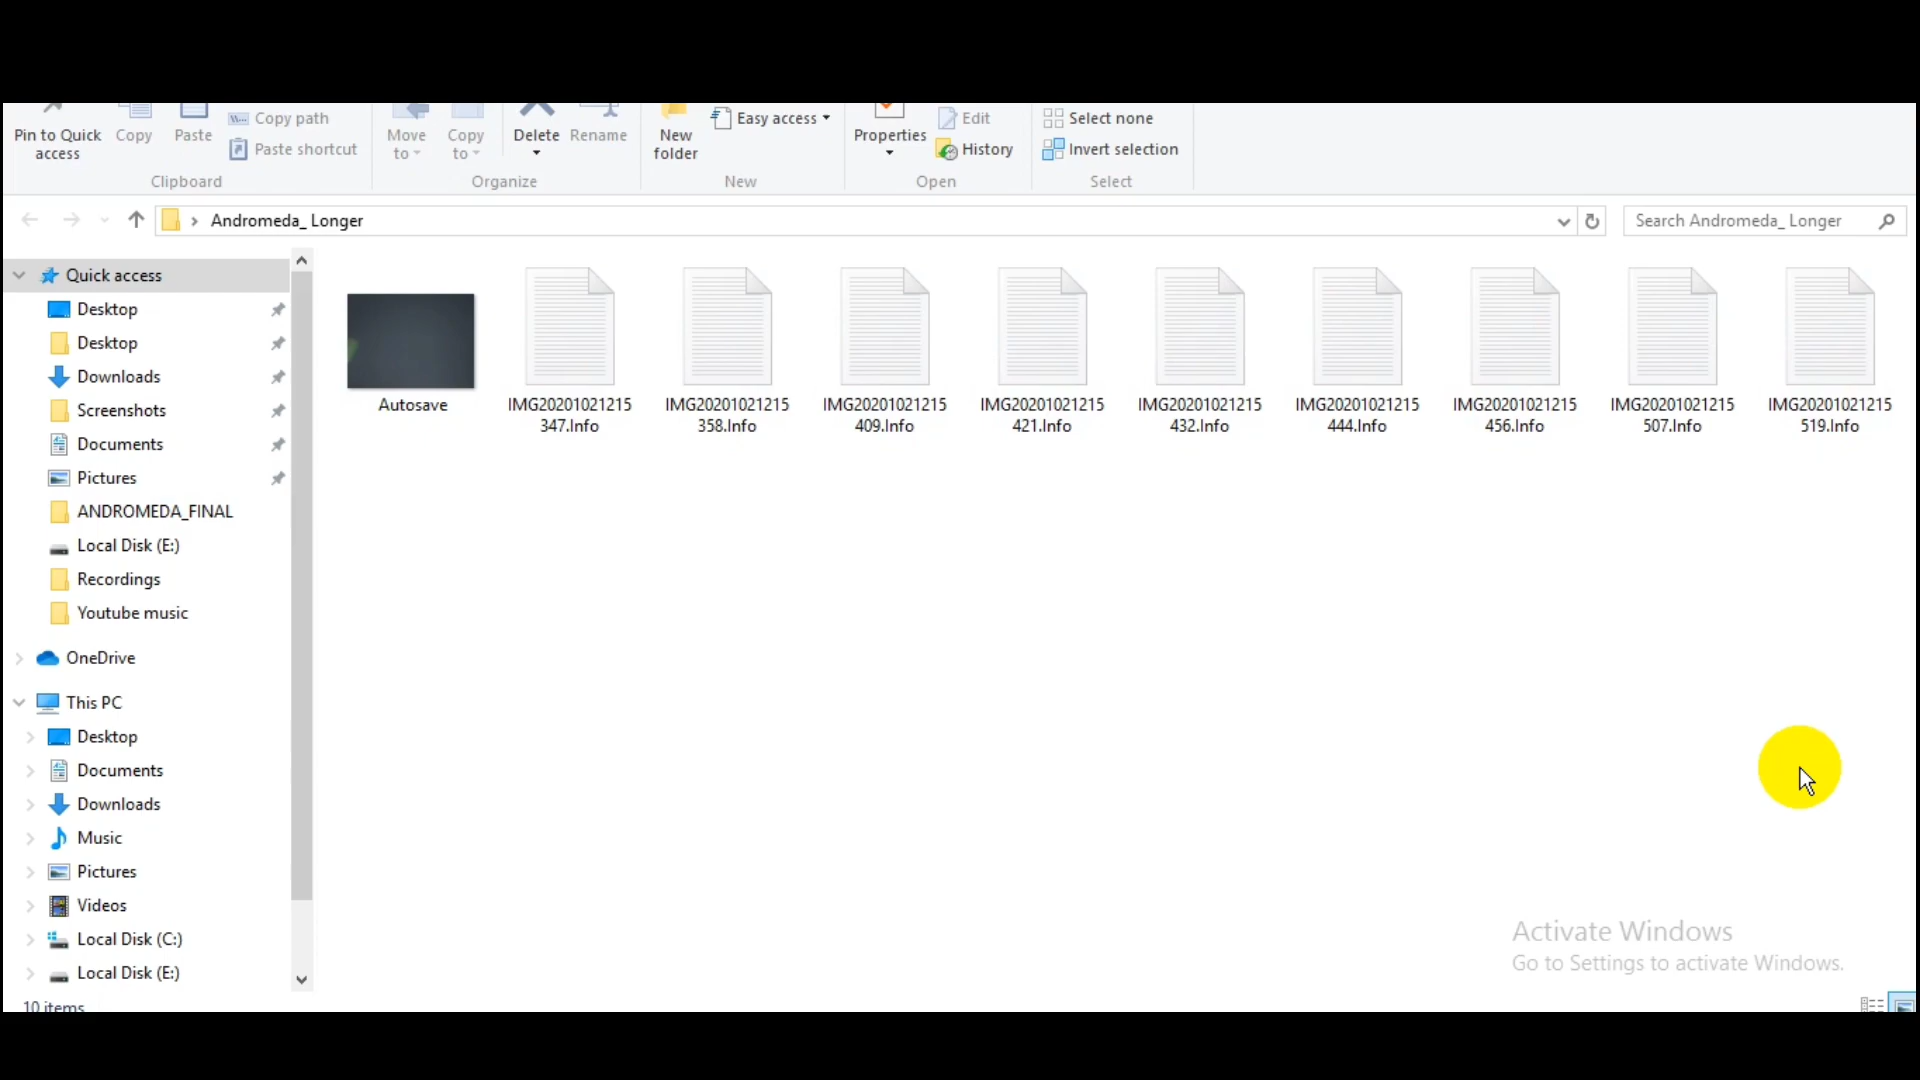 Copy path
Select none
Easy access
Edit
Pin to Quick
access
Copy
Paste
Paste shortcut
Move
to
Copy
to
Delete
Rename
New
folder
Properties
History
Invert selection
Clipboard
Organize
New
Open
Select
Andromeda_ Longer
Search Andromeda_ Longer
Quick access
Desktop
Desktop
Downloads
Screenshots
Documents
Pictures
ANDROMEDA_FINAL
Local Disk (E:)
Recordings
Youtube music
OneDrive
This PC
Desktop
Documents
Downloads
Music
Pictures
Videos
Local Disk (C:)
Local Disk (E:)
10 items
Autosave
IMG20201021215
347.Info
IMG20201021215
358.Info
IMG20201021215
409.Info
IMG20201021215
421.Info
IMG20201021215
432.Info
IMG20201021215
444.Info
IMG20201021215
456.Info
IMG20201021215
507.Info
IMG20201021215
519.Info
Activate Windows
Go to Settings to activate Windows.